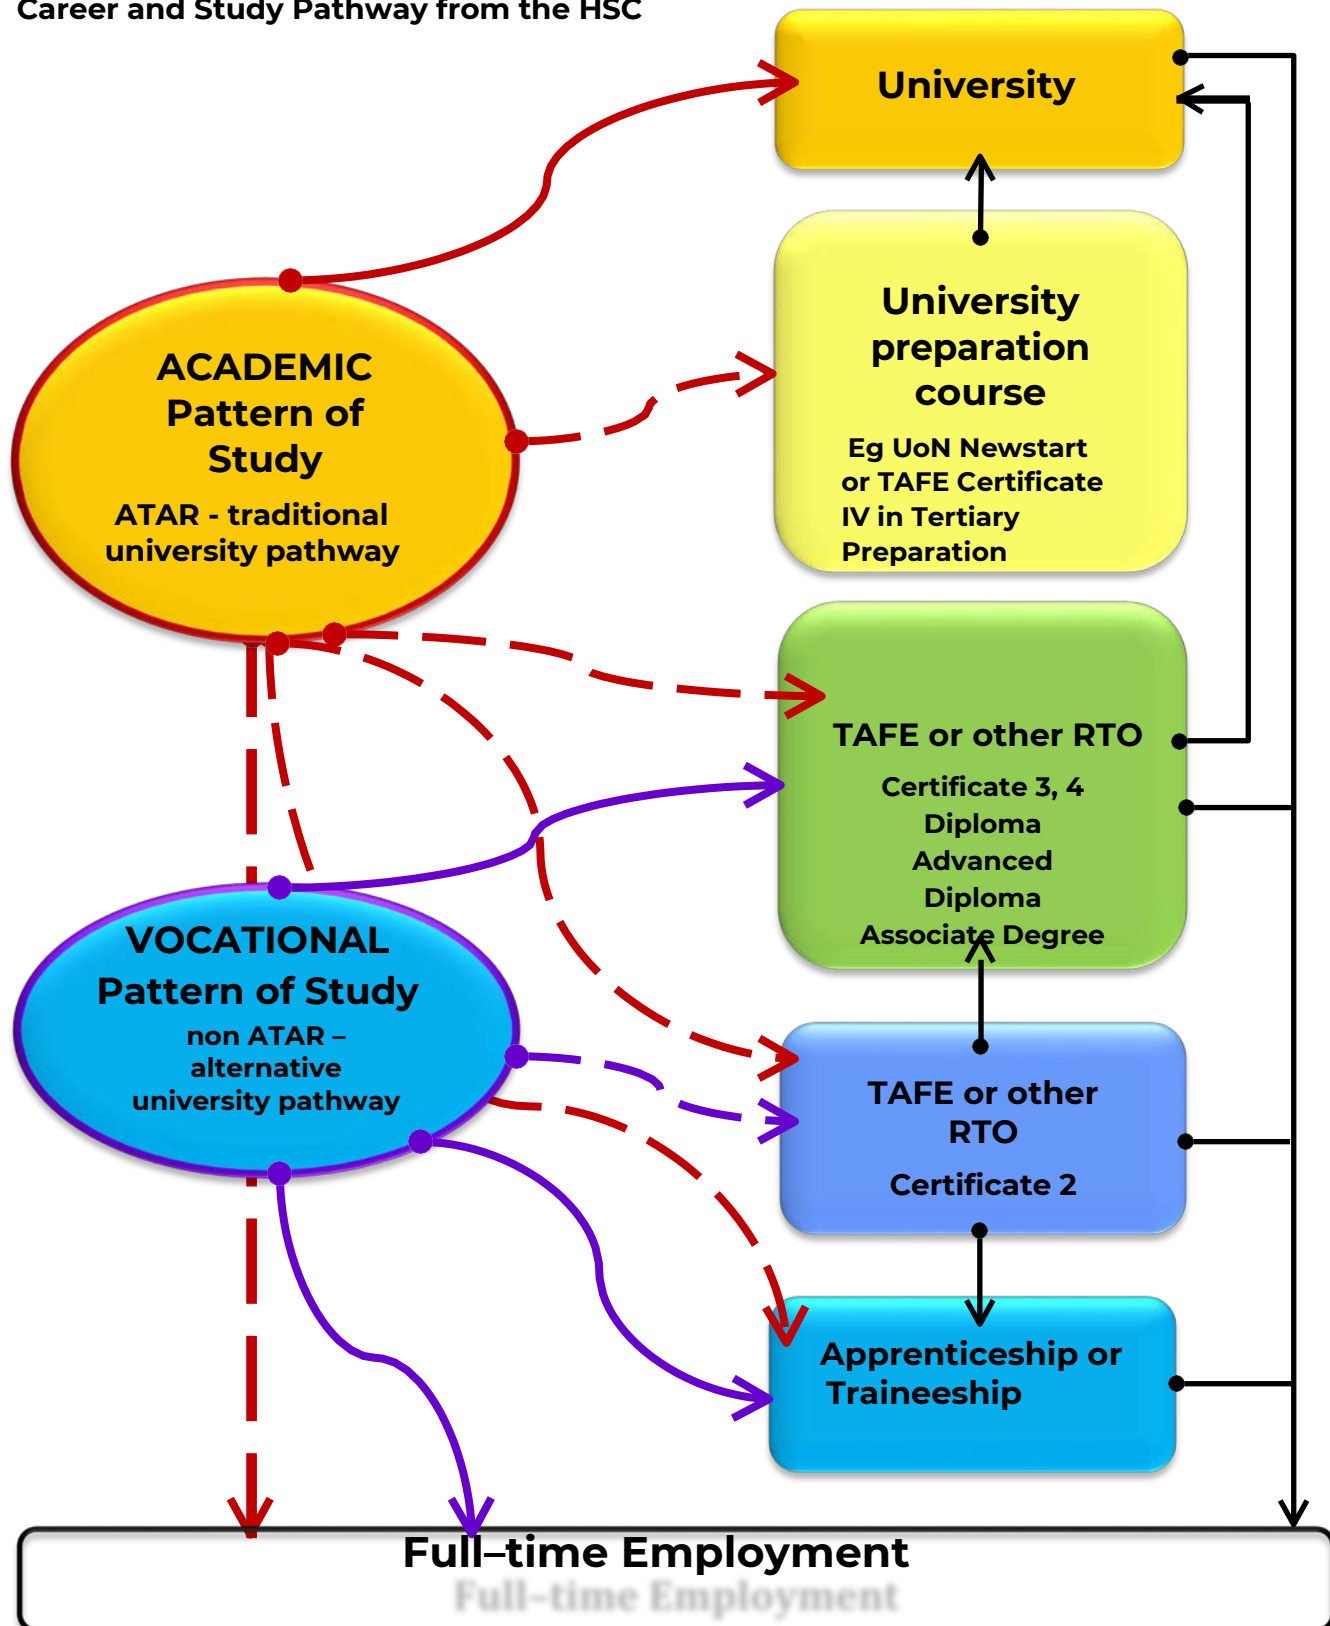 Career and Study Pathway from the HSC
University
University
preparation
course
Eg UoN Newstart
or TAFE Certificate
IV in Tertiary
Preparation
ACADEMIC
Pattern of
Study
ATAR - traditional
university pathway
TAFE or other RTO
Certificate 3, 4
Diploma
Advanced
Diploma
Associate Degree
VOCATIONAL
Pattern of Study
non ATAR –
alternative
university pathway
TAFE or other
RTO
Certificate 2
Apprenticeship or
Traineeship
Full–time Employment
Full–time Employment